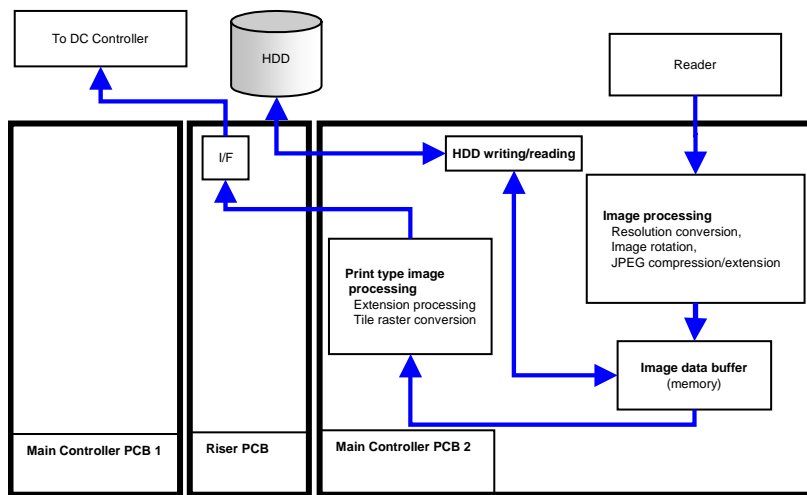 To DC Controller
HDD
Reader
I/F
HDD writing/reading
Image processing
Resolution conversion,
Image rotation,
JPEG compression/extension
Print type image
processing
Extension processing
Tile raster conversion
Image data buffer
(memory)
Main Controller PCB 1
Riser PCB
Main Controller PCB 2